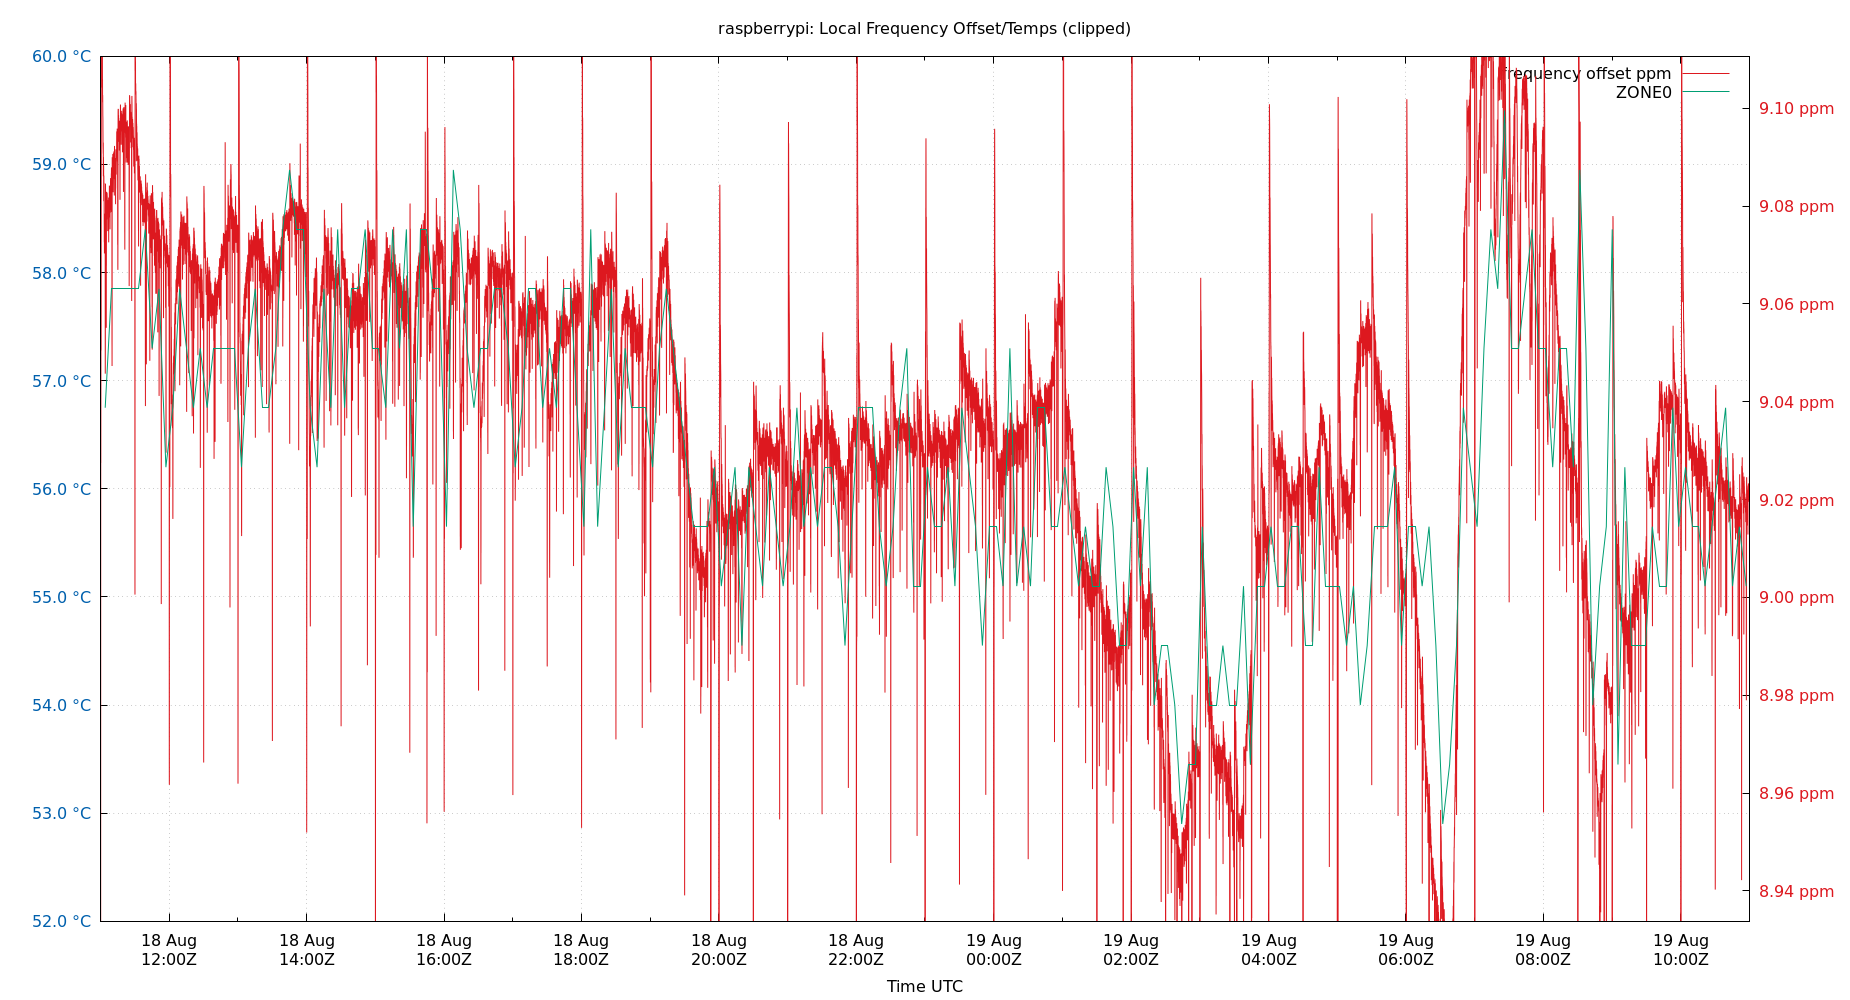 raspberrypi: Local Frequency Offset/Temps (clipped)
60.0 °C
59.0 °C
58.0 °C
57.0 °C
56.0 °C
55.0 °C
54.0 °C
53.0 °C
52.0 °C
frequency offset ppm
ZONE0
9.10 ppm
9.08 ppm
9.06 ppm
9.04 ppm
9.02 ppm
9.00 ppm
8.98 ppm
8.96 ppm
8.94 ppm
18 Aug
12:00Z
18 Aug
14:00Z
18 Aug
16:00Z
18 Aug
18:00Z
18 Aug
20:00Z
18 Aug
22:00Z
19 Aug
00:00Z
19 Aug
02:00Z
19 Aug
04:00Z
19 Aug
06:00Z
19 Aug
08:00Z
19 Aug
10:00Z
Time UTC